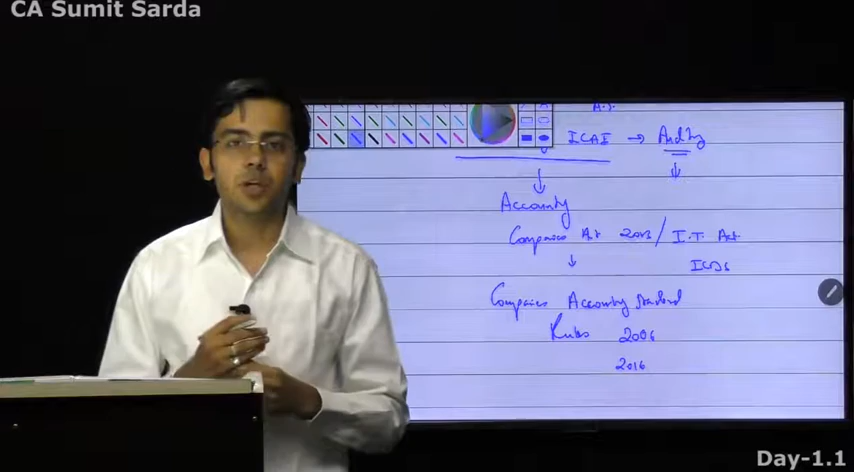 CA Sumit Sarda
A.S.
ICAI → Auditing
Accounting
Companies Act 2013 / I.T. Act
ICDS
Companies Accounting Standard
Rules 2006
2016
Day-1.1